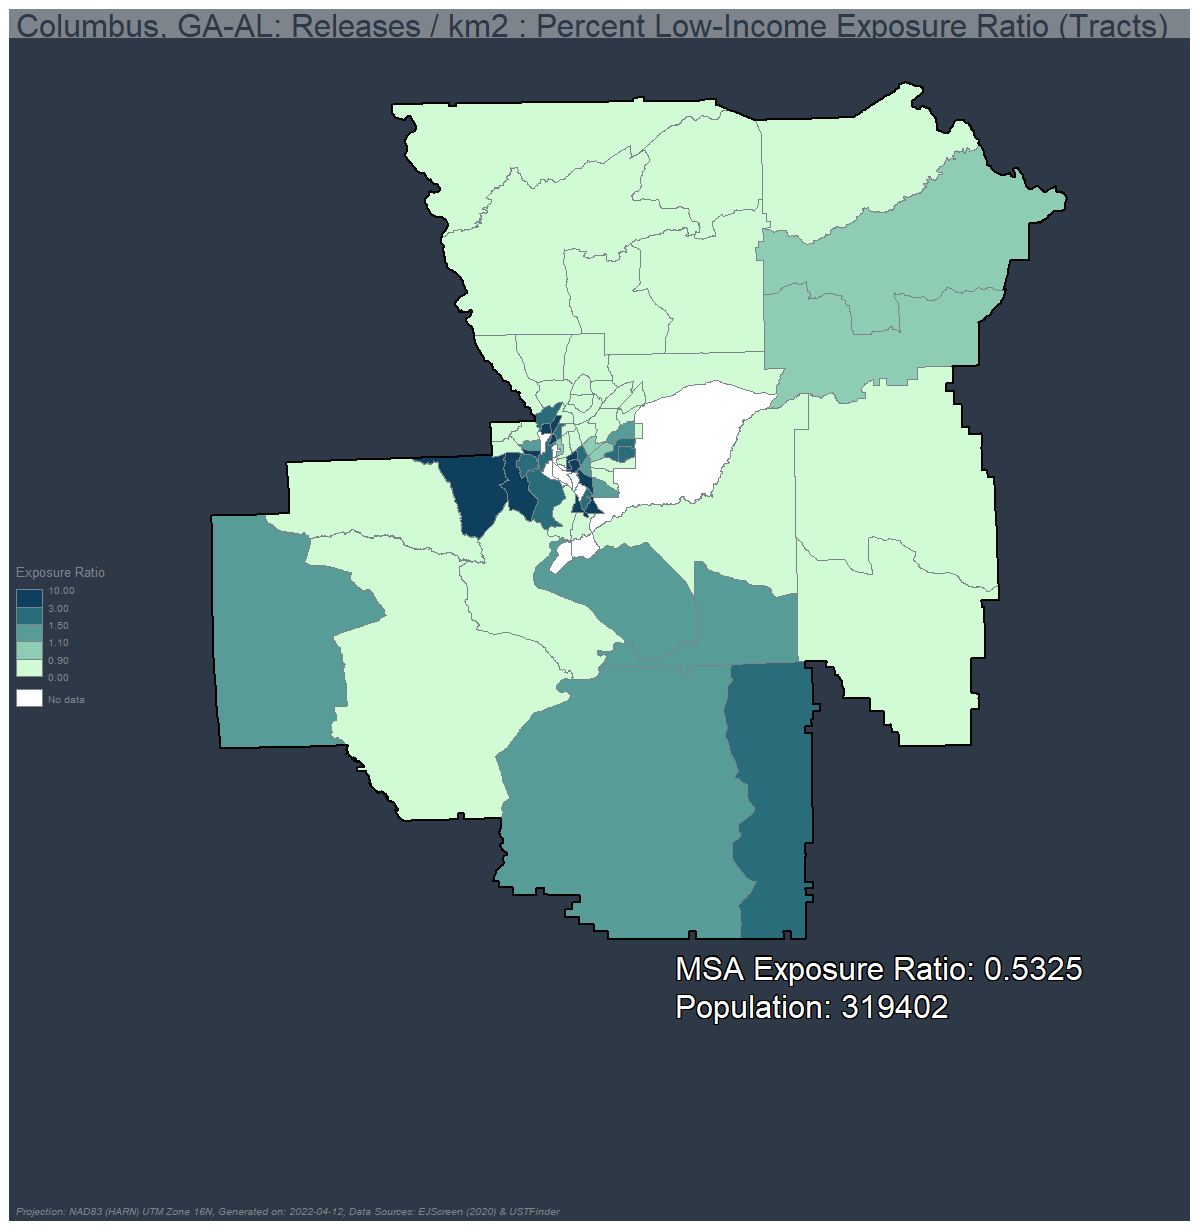 Columbus, GA-AL: Releases / km2 : Percent Low-Income Exposure Ratio (Tracts)
Exposure Ratio
10.00
3.00
1.50
1.10
0.90
0.00
No data
MSA Exposure Ratio: 0.5325
Population: 319402
Projection: NAD83 (HARN) UTM Zone 16N, Generated on: 2022-04-12, Data Sources: EJScreen (2020) & USTFinder